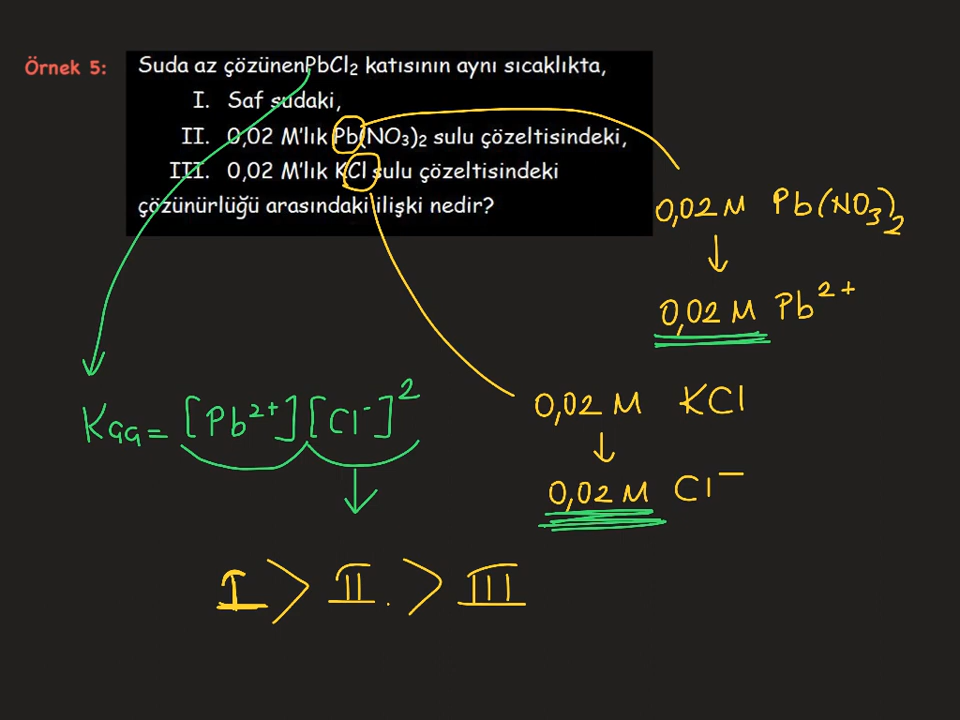 Örnek 5:
Suda az çözünenPbCl₂ katısının aynı sıcaklıkta,
I. Saf sudaki,
II. 0,02 M'lık Pb(NO₃)₂ sulu çözeltisindeki,
III. 0,02 M'lık KCl sulu çözeltisindeki
çözünürlüğü arasındaki ilişki nedir?
0,02 M Pb(NO₃)₂
↓
0,02 M Pb²⁺
0,02 M KCl
↓
0,02 M Cl⁻
KGG = [Pb²⁺][Cl⁻]²
I > II. > III